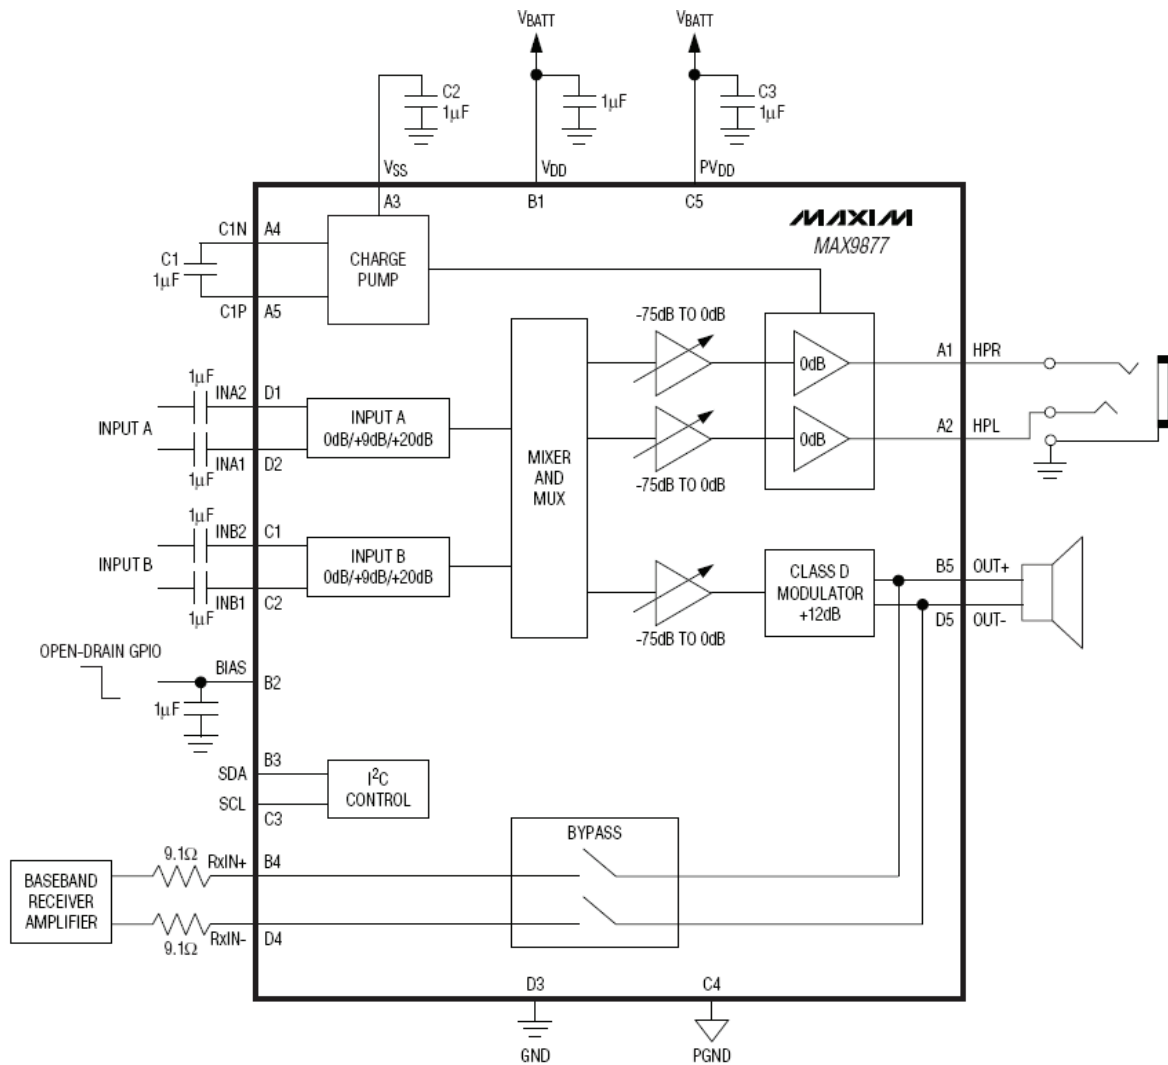 VBATT
VBATT
C2
1µF
1µF
C3
1µF
VSS
VDD
PVDD
A3
B1
C5
MAXIM
MAX9877
C1N
A4
C1
1µF
CHARGE
PUMP
C1P
A5
-75dB TO 0dB
0dB
A1
HPR
1µF
INA2
D1
INPUT A
INPUT A
0dB/+9dB/+20dB
INA1
D2
1µF
0dB
A2
HPL
MIXER
AND
MUX
-75dB TO 0dB
1µF
INB2
C1
INPUT B
INPUT B
0dB/+9dB/+20dB
INB1
C2
1µF
CLASS D
MODULATOR
+12dB
B5
OUT+
D5
OUT-
-75dB TO 0dB
OPEN-DRAIN GPIO
BIAS
B2
1µF
SDA
B3
I²C
CONTROL
SCL
C3
BYPASS
9.1Ω
RxIN+
B4
BASEBAND
RECEIVER
AMPLIFIER
9.1Ω
RxIN-
D4
D3
C4
GND
PGND